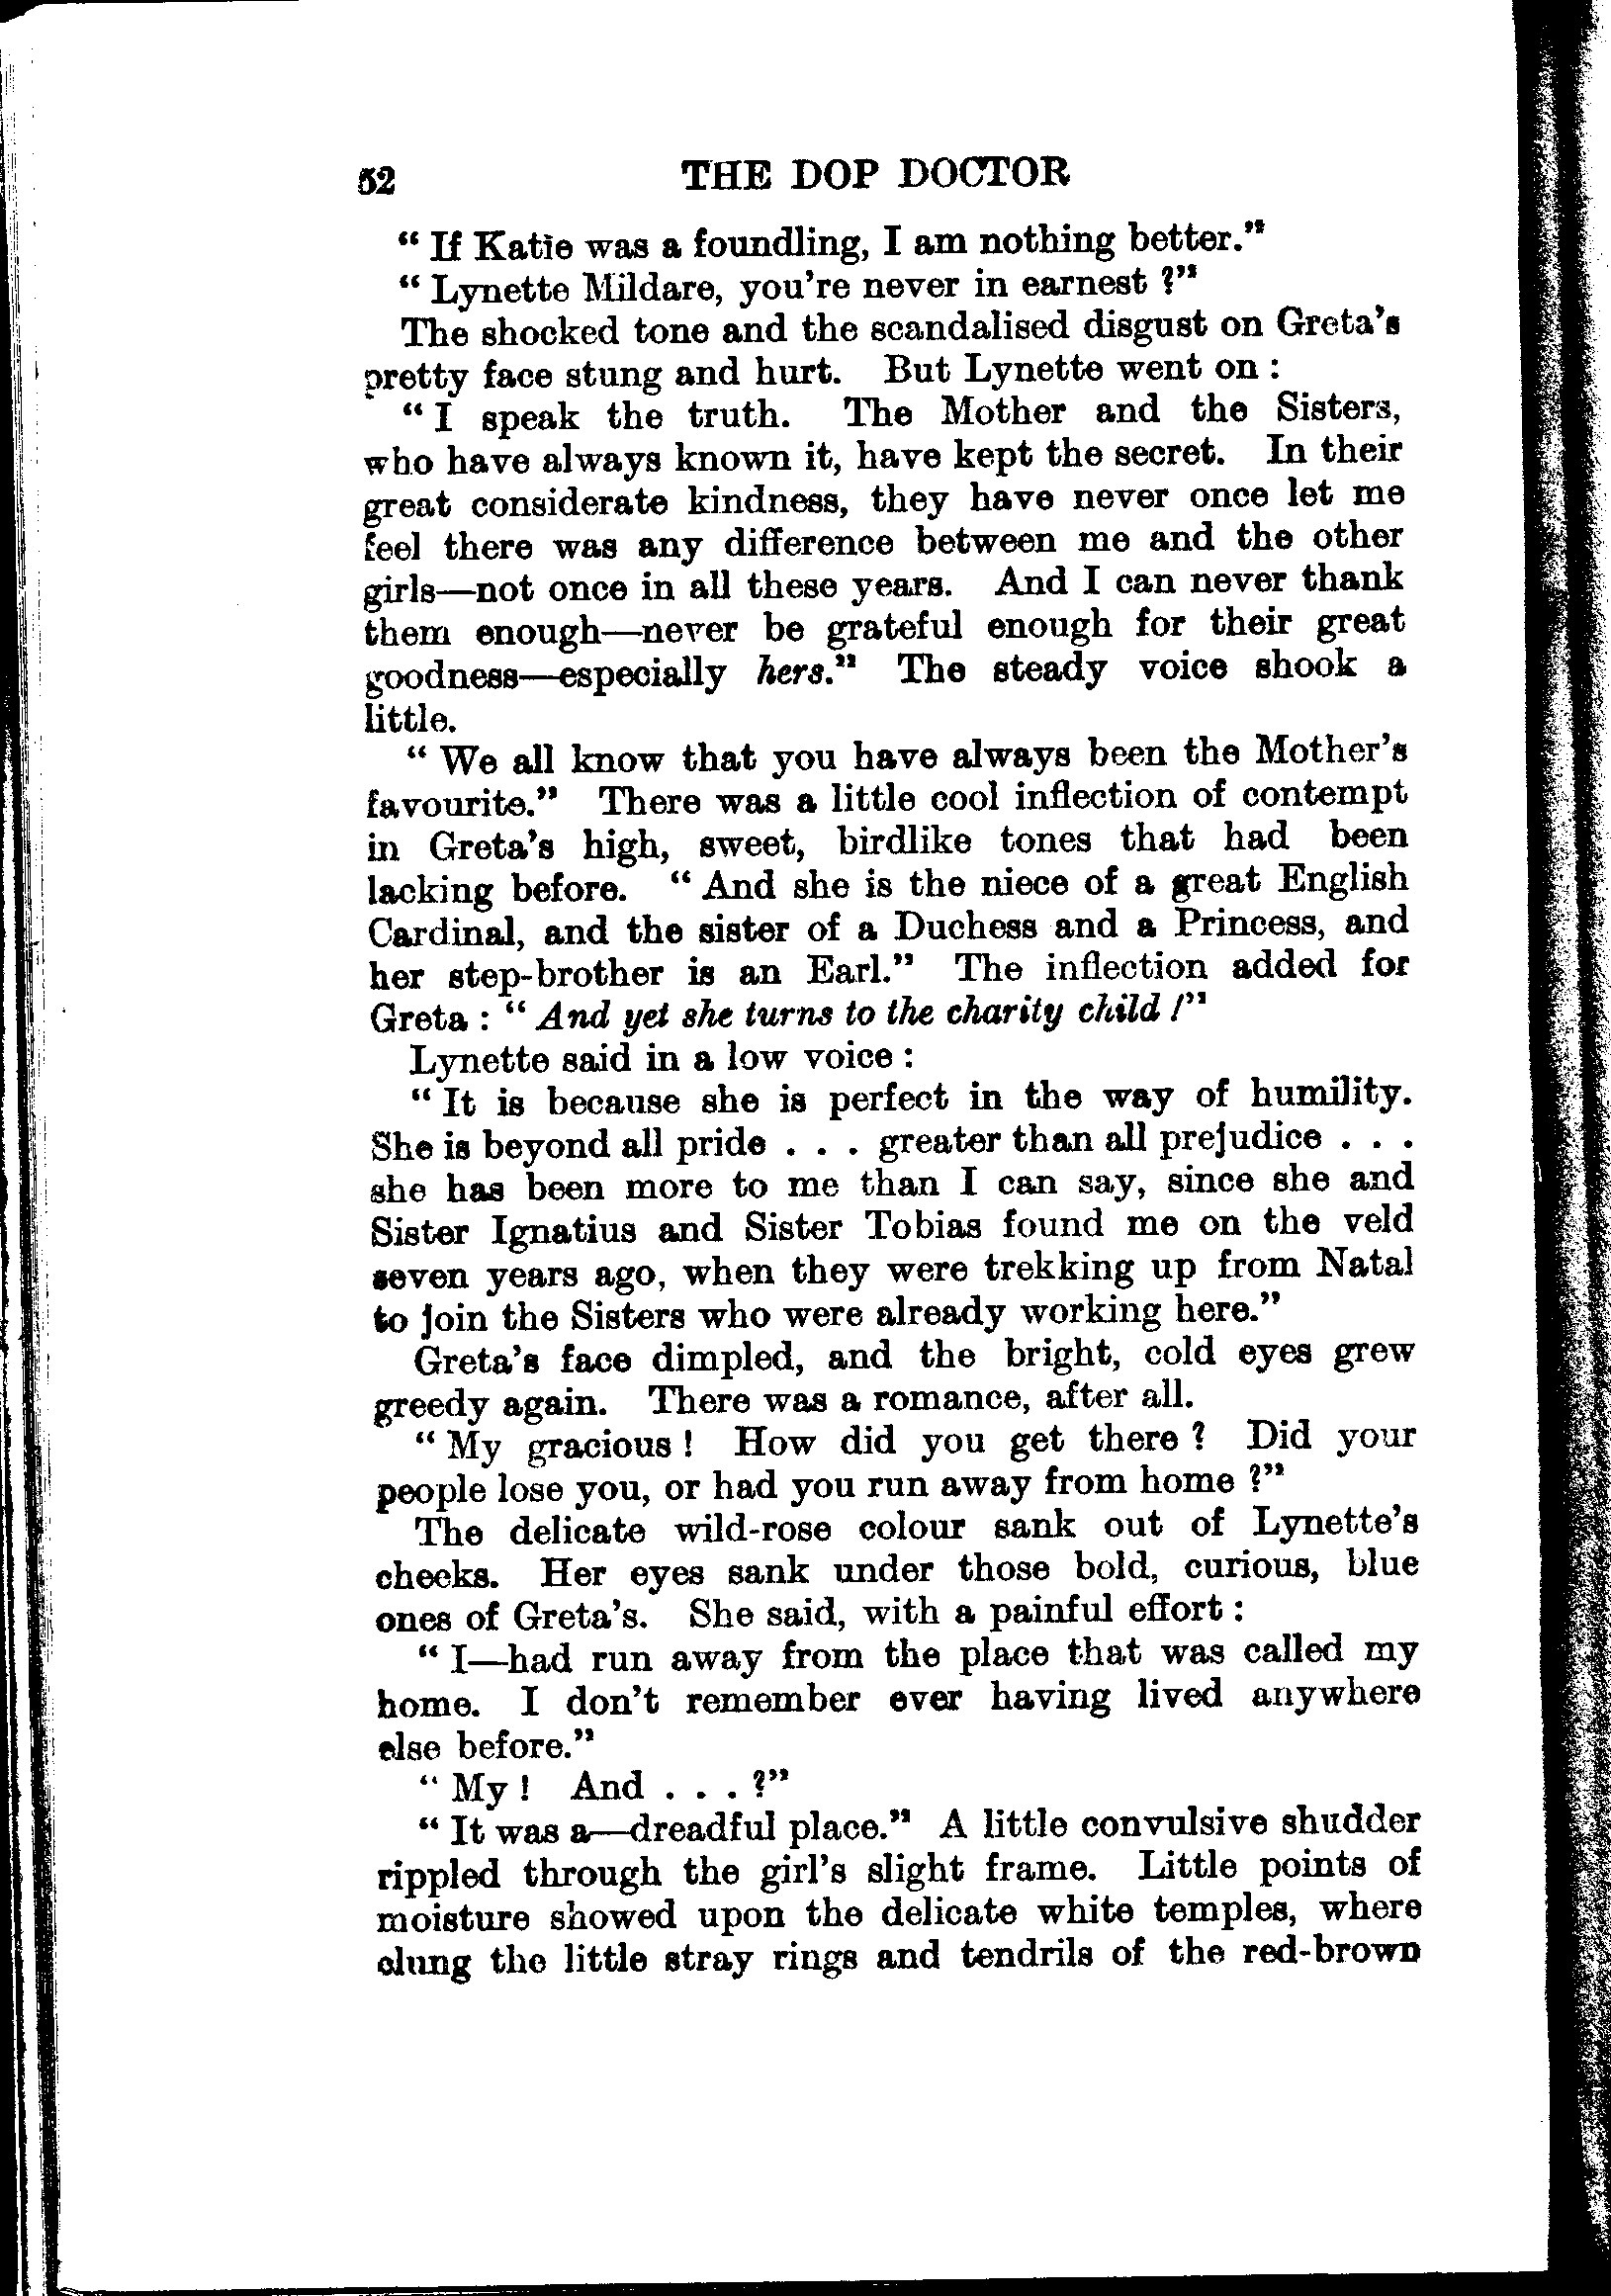 52 THE DOP DOCTOR
“ If Katie was a foundling, I am nothing better.”
“ Lynette Mildare, you're never in earnest ?”
The shocked tone and the scandalised disgust on Greta's
pretty face stung and hurt. But Lynette went on :
“ I speak the truth. The Mother and the Sisters,
who have always known it, have kept the secret. In their
great considerate kindness, they have never once let me
feel there was any difference between me and the other
girls—not once in all these years. And I can never thank
them enough—never be grateful enough for their great
goodness—especially hers.” The steady voice shook a
little.
“ We all know that you have always been the Mother's
favourite.” There was a little cool inflection of contempt
in Greta's high, sweet, birdlike tones that had been
lacking before. “ And she is the niece of a great English
Cardinal, and the sister of a Duchess and a Princess, and
her step-brother is an Earl.” The inflection added for
Greta : “ And yet she turns to the charity child !”
Lynette said in a low voice :
“ It is because she is perfect in the way of humility.
She is beyond all pride . . . greater than all prejudice . . .
she has been more to me than I can say, since she and
Sister Ignatius and Sister Tobias found me on the veld
seven years ago, when they were trekking up from Natal
to join the Sisters who were already working here.”
Greta's face dimpled, and the bright, cold eyes grew
greedy again. There was a romance, after all.
“ My gracious ! How did you get there ? Did your
people lose you, or had you run away from home ?”
The delicate wild-rose colour sank out of Lynette's
cheeks. Her eyes sank under those bold, curious, blue
ones of Greta's. She said, with a painful effort :
“ I—had run away from the place that was called my
home. I don't remember ever having lived anywhere
else before.”
“ My ! And . . . ?”
“ It was a—dreadful place.” A little convulsive shudder
rippled through the girl's slight frame. Little points of
moisture showed upon the delicate white temples, where
clung the little stray rings and tendrils of the red-brown